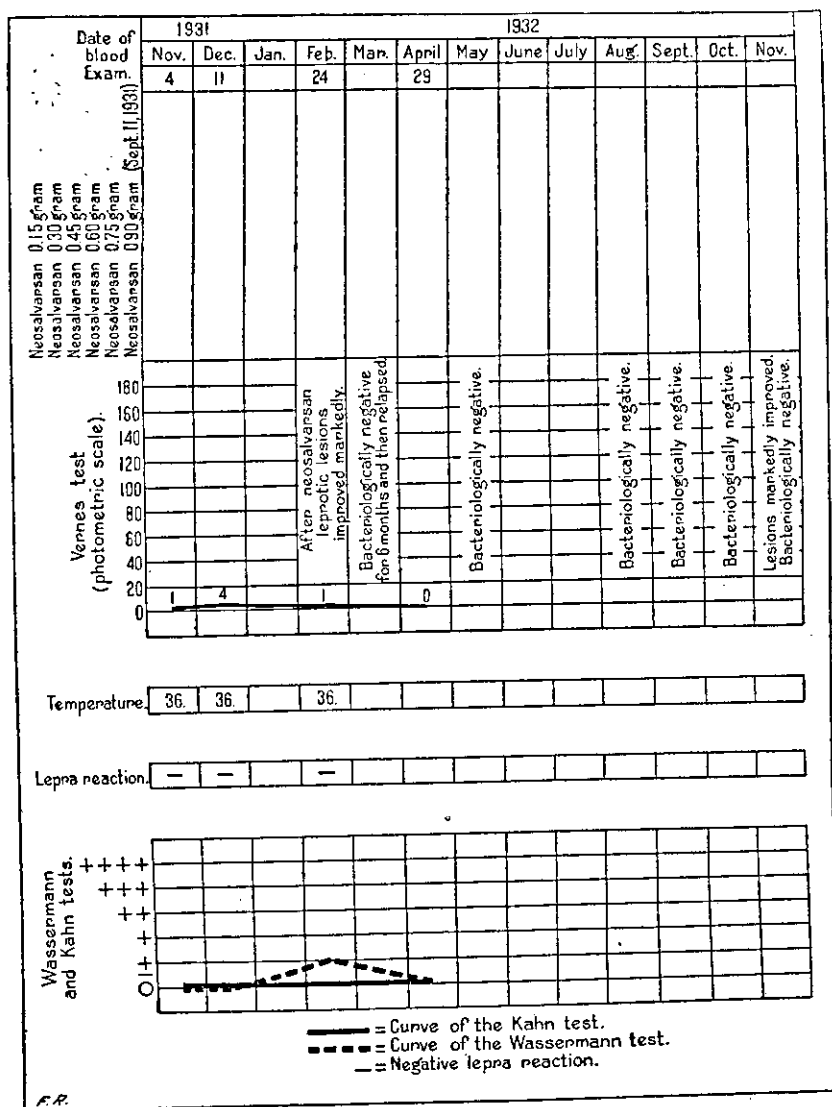 1931 1932
Date of blood Exam. Nov. Dec. Jan. Feb. Mar. April May June July Aug. Sept. Oct. Nov.
4 11 24 29
Neosalvarsan 0.15 gram
Neosalvarsan 0.30 gram
Neosalvarsan 0.45 gram
Neosalvarsan 0.60 gram
Neosalvarsan 0.75 gram
Neosalvarsan 0.90 gram (Sept. 11, 1931)
Vernes test
(photometric scale).
180
160
140
120
100
80
60
40
20
0
1 4 1 0
After neosalvarsan
leprotic lesions
improved markedly.
Bacteriologically negative
for 6 months and then relapsed.
Bacteriologically negative.
Bacteriologically negative.
Bacteriologically negative.
Bacteriologically negative.
Lesions markedly improved.
Bacteriologically negative.
Temperature. 36. 36. 36.
Lepra reaction. — — —
Wassermann
and Kahn tests.
++++
+++
++
+
±
0
= Curve of the Kahn test.
= Curve of the Wassermann test.
— = Negative lepra reaction.
F.R.